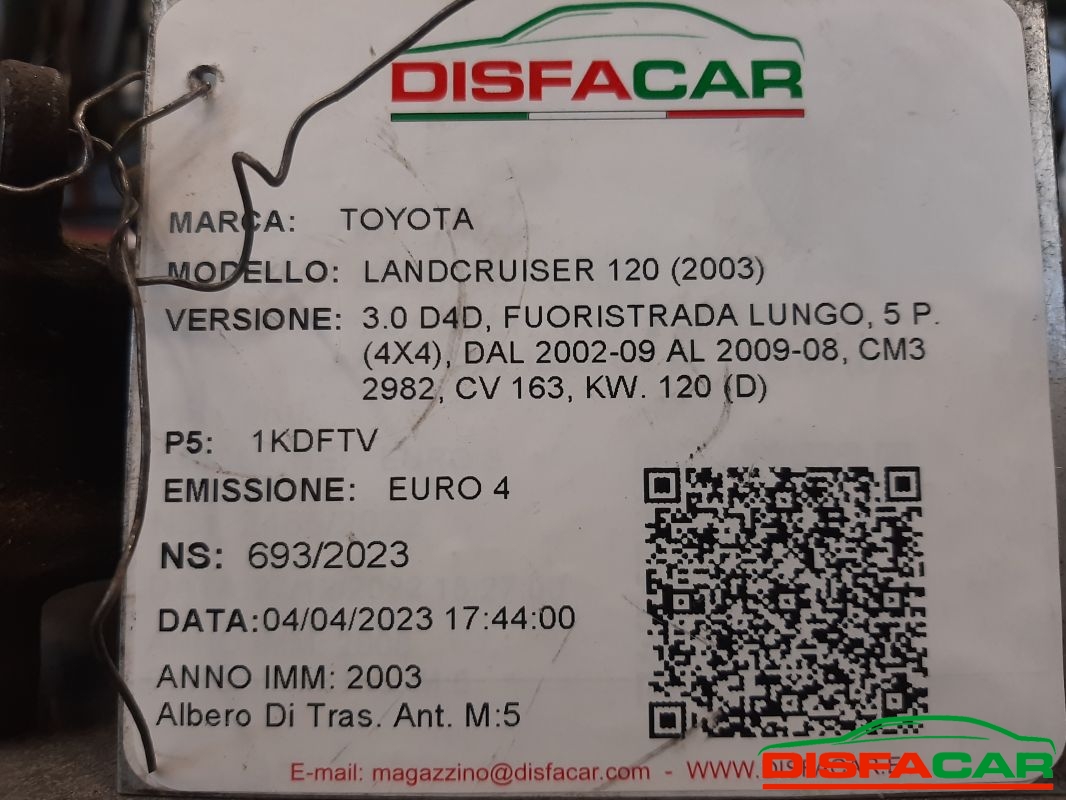 DISFACAR
MARCA: TOYOTA
MODELLO: LANDCRUISER 120 (2003)
VERSIONE: 3.0 D4D, FUORISTRADA LUNGO, 5 P.
(4X4), DAL 2002-09 AL 2009-08, CM3
2982, CV 163, KW. 120 (D)
P5: 1KDFTV
EMISSIONE: EURO 4
NS: 693/2023
DATA:04/04/2023 17:44:00
ANNO IMM: 2003
Albero Di Tras. Ant. M:5
E-mail: magazzino@disfacar.com - www.
DISFACAR